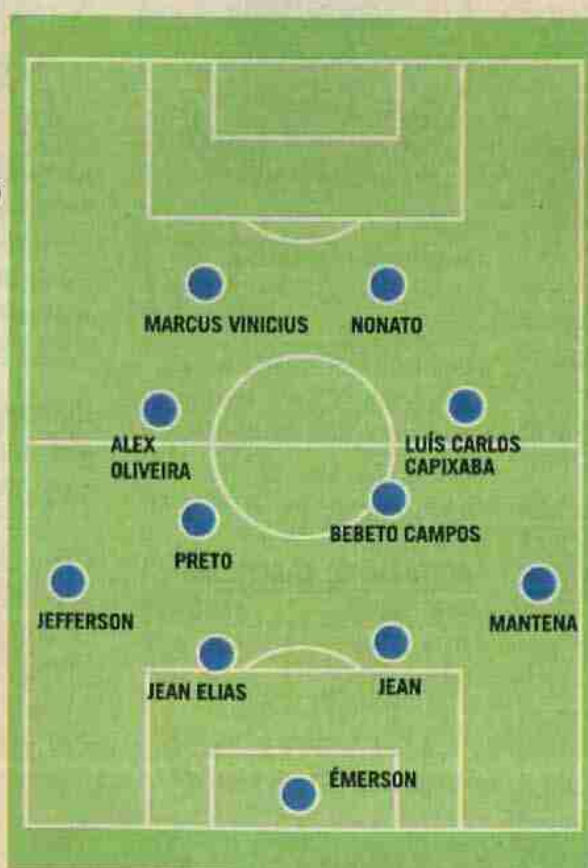 MARCUS VINICIUS NONATO
ALEX
OLIVEIRA
LUÍS CARLOS
CAPIXABA
BEBETO CAMPOS
PRETO
JEFFERSON
MANTENA
JEAN ELIAS
JEAN
ÉMERSON